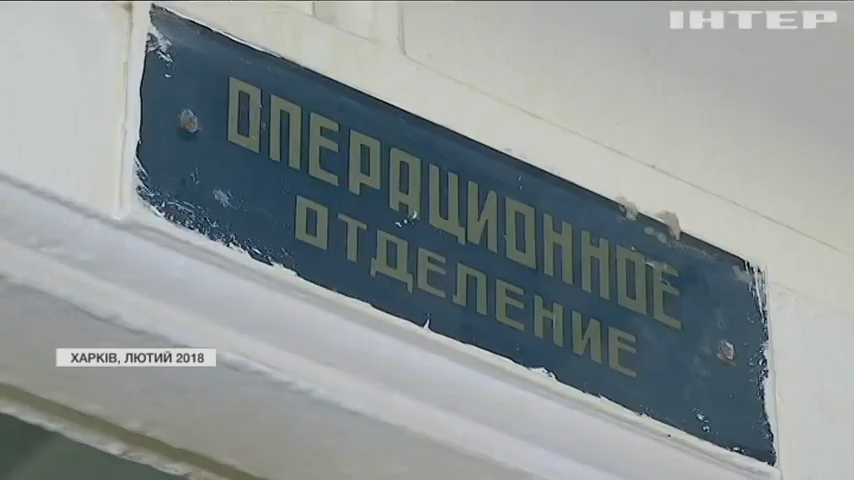 ІНТЕР
ОПЕРАЦИОННОЕ
ОТДЕЛЕНИЕ
ХАРКІВ, ЛЮТИЙ 2018